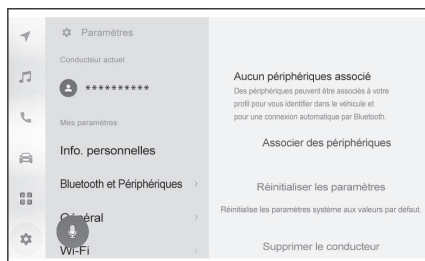 Paramètres
Conducteur actuel
**********
Mes paramètres
Info. personnelles
Bluetooth et Périphériques
Général
Wi-Fi
Aucun périphériques associé
Des périphériques peuvent être associés à votre
profil pour vous identifier dans le véhicule et
pour une connexion automatique par Bluetooth.
Associer des périphériques
Réinitialiser les paramètres
Réinitialise les paramètres système aux valeurs par défaut.
Supprimer le conducteur